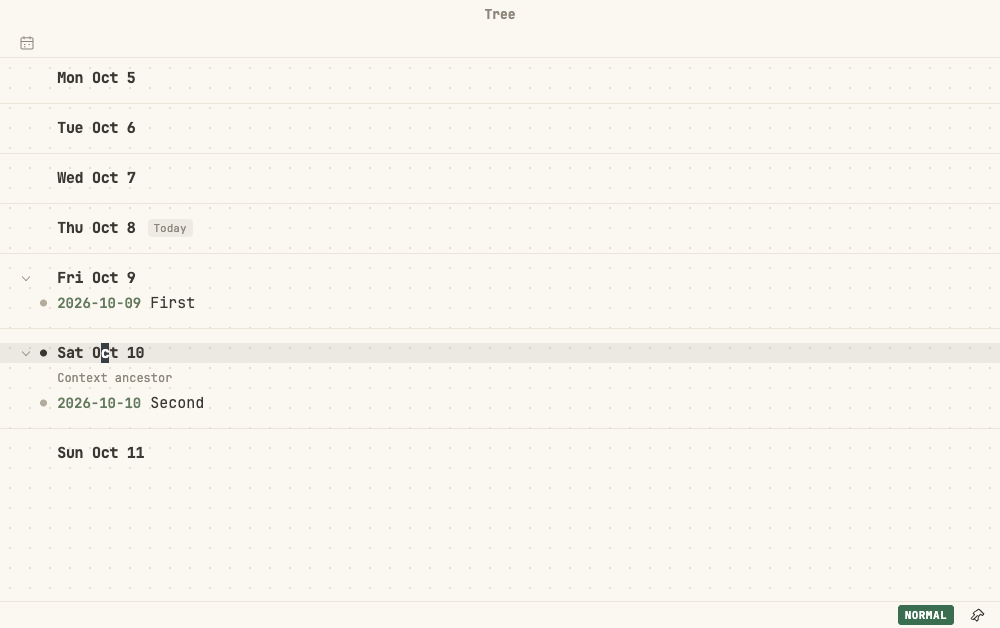 Tree
Mon Oct 5
Tue Oct 6
Wed Oct 7
Thu Oct 8 Today
Fri Oct 9
2026-10-09 First
Sat Oct 10
Context ancestor
2026-10-10 Second
Sun Oct 11
NORMAL